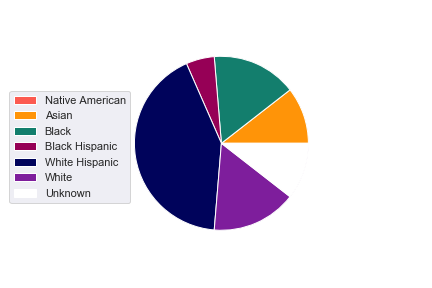 Native American
Asian
Black
Black Hispanic
White Hispanic
White
Unknown